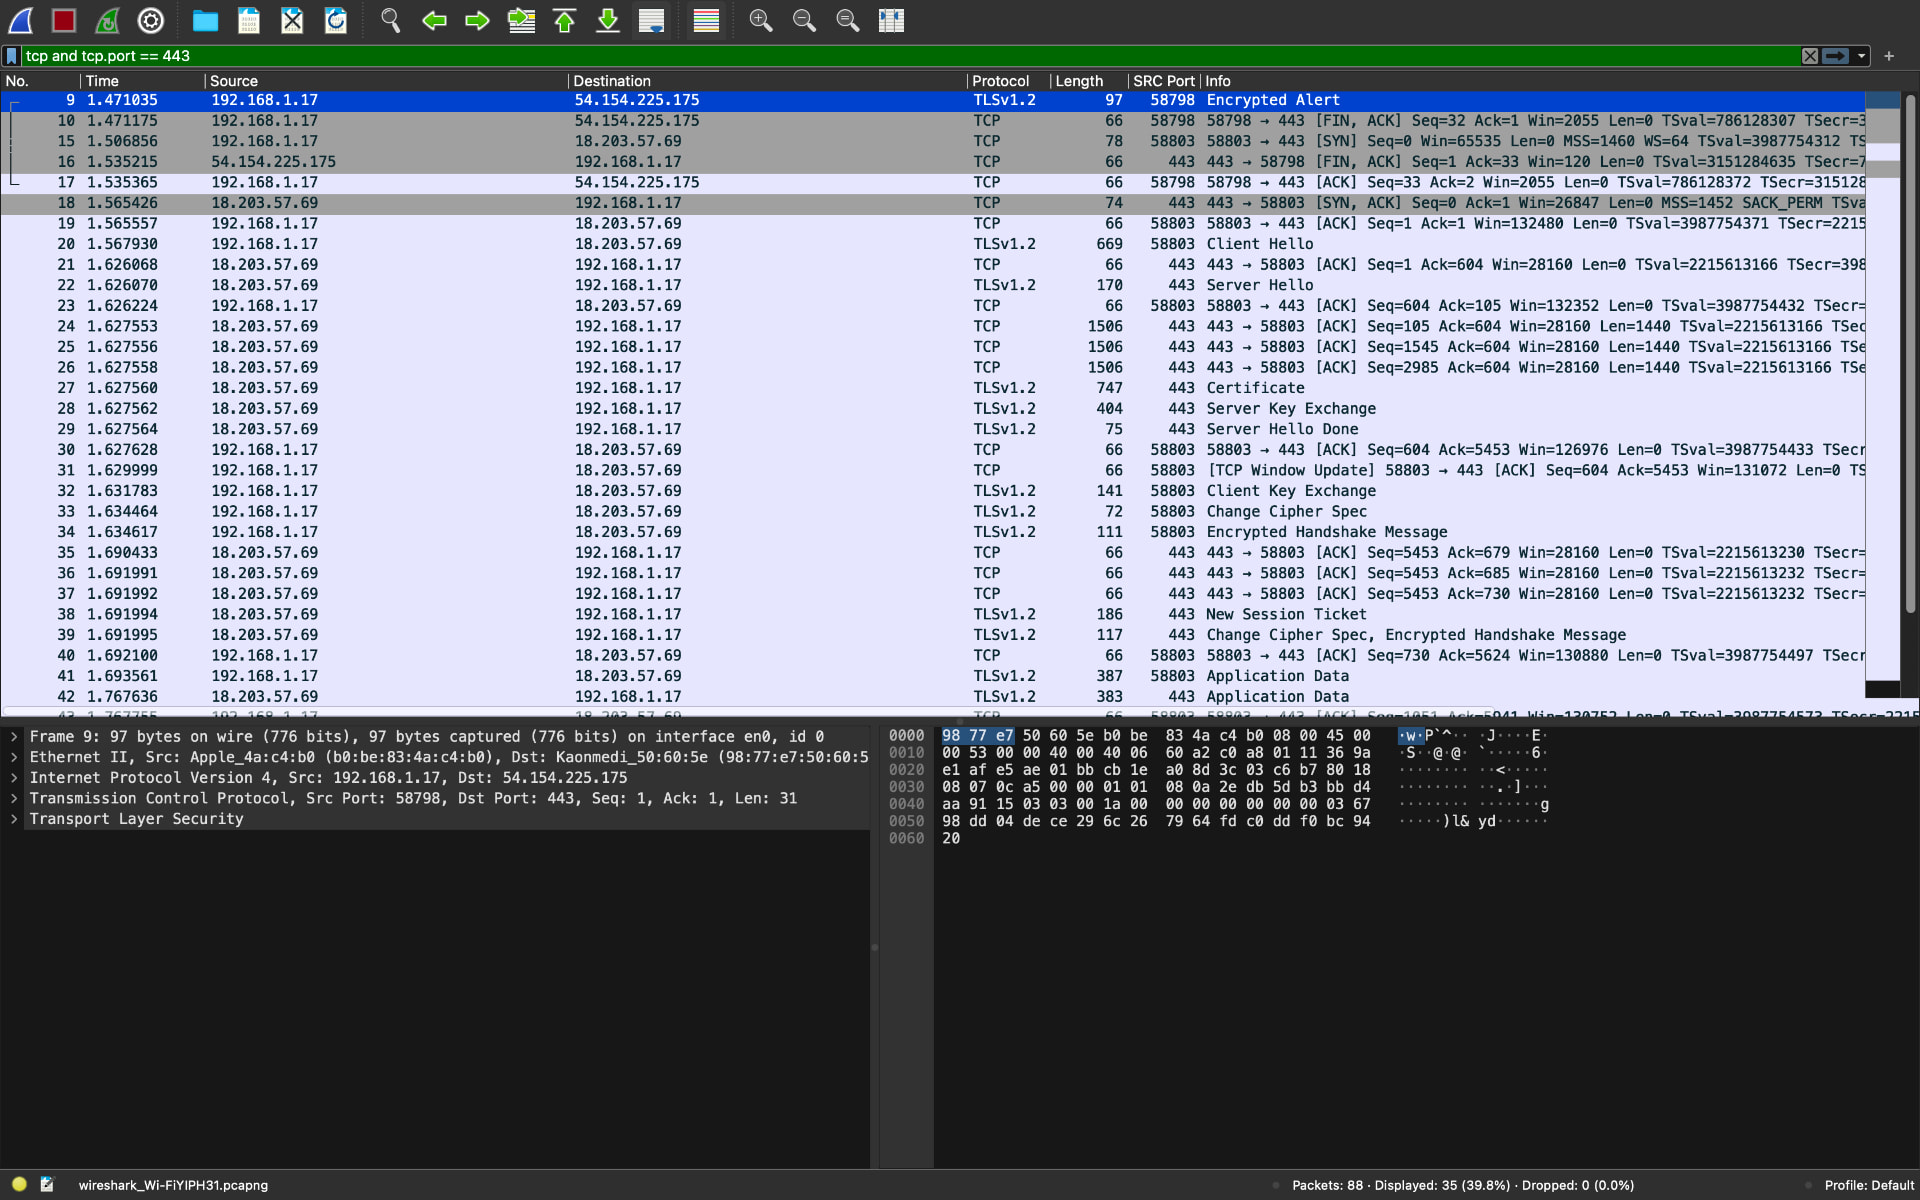 tcp and tcp.port == 443
No. Time Source Destination Protocol Length SRC Port Info
9 1.471035 192.168.1.17 54.154.225.175 TLSv1.2 97 58798 Encrypted Alert
10 1.471175 192.168.1.17 54.154.225.175 TCP 66 58798 58798 → 443 [FIN, ACK] Seq=32 Ack=1 Win=2055 Len=0 TSval=786128307 TSecr=3
15 1.506856 192.168.1.17 18.203.57.69 TCP 78 58803 58803 → 443 [SYN] Seq=0 Win=65535 Len=0 MSS=1460 WS=64 TSval=3987754312 TS
16 1.535215 54.154.225.175 192.168.1.17 TCP 66 443 443 → 58798 [FIN, ACK] Seq=1 Ack=33 Win=120 Len=0 TSval=3151284635 TSecr=7
17 1.535365 192.168.1.17 54.154.225.175 TCP 66 58798 58798 → 443 [ACK] Seq=33 Ack=2 Win=2055 Len=0 TSval=786128372 TSecr=315128
18 1.565426 18.203.57.69 192.168.1.17 TCP 74 443 443 → 58803 [SYN, ACK] Seq=0 Ack=1 Win=26847 Len=0 MSS=1452 SACK_PERM TSva
19 1.565557 192.168.1.17 18.203.57.69 TCP 66 58803 58803 → 443 [ACK] Seq=1 Ack=1 Win=132480 Len=0 TSval=3987754371 TSecr=2215
20 1.567930 192.168.1.17 18.203.57.69 TLSv1.2 669 58803 Client Hello
21 1.626068 18.203.57.69 192.168.1.17 TCP 66 443 443 → 58803 [ACK] Seq=1 Ack=604 Win=28160 Len=0 TSval=2215613166 TSecr=398
22 1.626070 18.203.57.69 192.168.1.17 TLSv1.2 170 443 Server Hello
23 1.626224 192.168.1.17 18.203.57.69 TCP 66 58803 58803 → 443 [ACK] Seq=604 Ack=105 Win=132352 Len=0 TSval=3987754432 TSecr=
24 1.627553 18.203.57.69 192.168.1.17 TCP 1506 443 443 → 58803 [ACK] Seq=105 Ack=604 Win=28160 Len=1440 TSval=2215613166 TSec
25 1.627556 18.203.57.69 192.168.1.17 TCP 1506 443 443 → 58803 [ACK] Seq=1545 Ack=604 Win=28160 Len=1440 TSval=2215613166 TSe
26 1.627558 18.203.57.69 192.168.1.17 TCP 1506 443 443 → 58803 [ACK] Seq=2985 Ack=604 Win=28160 Len=1440 TSval=2215613166 TSe
27 1.627560 18.203.57.69 192.168.1.17 TLSv1.2 747 443 Certificate
28 1.627562 18.203.57.69 192.168.1.17 TLSv1.2 404 443 Server Key Exchange
29 1.627564 18.203.57.69 192.168.1.17 TLSv1.2 75 443 Server Hello Done
30 1.627628 192.168.1.17 18.203.57.69 TCP 66 58803 58803 → 443 [ACK] Seq=604 Ack=5453 Win=126976 Len=0 TSval=3987754433 TSecr
31 1.629999 192.168.1.17 18.203.57.69 TCP 66 58803 [TCP Window Update] 58803 → 443 [ACK] Seq=604 Ack=5453 Win=131072 Len=0 TS
32 1.631783 192.168.1.17 18.203.57.69 TLSv1.2 141 58803 Client Key Exchange
33 1.634464 192.168.1.17 18.203.57.69 TLSv1.2 72 58803 Change Cipher Spec
34 1.634617 192.168.1.17 18.203.57.69 TLSv1.2 111 58803 Encrypted Handshake Message
35 1.690433 18.203.57.69 192.168.1.17 TCP 66 443 443 → 58803 [ACK] Seq=5453 Ack=679 Win=28160 Len=0 TSval=2215613230 TSecr=
36 1.691991 18.203.57.69 192.168.1.17 TCP 66 443 443 → 58803 [ACK] Seq=5453 Ack=685 Win=28160 Len=0 TSval=2215613232 TSecr=
37 1.691992 18.203.57.69 192.168.1.17 TCP 66 443 443 → 58803 [ACK] Seq=5453 Ack=730 Win=28160 Len=0 TSval=2215613232 TSecr=
38 1.691994 18.203.57.69 192.168.1.17 TLSv1.2 186 443 New Session Ticket
39 1.691995 18.203.57.69 192.168.1.17 TLSv1.2 117 443 Change Cipher Spec, Encrypted Handshake Message
40 1.692100 192.168.1.17 18.203.57.69 TCP 66 58803 58803 → 443 [ACK] Seq=730 Ack=5624 Win=130880 Len=0 TSval=3987754497 TSecr
41 1.693561 192.168.1.17 18.203.57.69 TLSv1.2 387 58803 Application Data
42 1.767636 18.203.57.69 192.168.1.17 TLSv1.2 383 443 Application Data
43 1.767755 192.168.1.17 18.203.57.69 TCP 66 58803 58803 → 443 [ACK] Seq=1051 Ack=5941 Win=130752 Len=0 TSval=3987754573 TSecr=2215
Frame 9: 97 bytes on wire (776 bits), 97 bytes captured (776 bits) on interface en0, id 0
Ethernet II, Src: Apple_4a:c4:b0 (b0:be:83:4a:c4:b0), Dst: Kaonmedi_50:60:5e (98:77:e7:50:60:5
Internet Protocol Version 4, Src: 192.168.1.17, Dst: 54.154.225.175
Transmission Control Protocol, Src Port: 58798, Dst Port: 443, Seq: 1, Ack: 1, Len: 31
Transport Layer Security
0000 98 77 e7 50 60 5e b0 be 83 4a c4 b0 08 00 45 00 ·w·P`^·· ·J····E·
0010 00 53 00 00 40 00 40 06 60 a2 c0 a8 01 11 36 9a ·S··@·@· `·····6·
0020 e1 af e5 ae 01 bb cb 1e a0 8d 3c 03 c6 b7 80 18 ········ ··<·····
0030 08 07 0c a5 00 00 01 01 08 0a 2e db 5d b3 bb d4 ········ ··.·]···
0040 aa 91 15 03 03 00 1a 00 00 00 00 00 00 00 03 67 ········ ·······g
0050 98 dd 04 de ce 29 6c 26 79 64 fd c0 dd f0 bc 94 ·····)l& yd······
0060 20
wireshark_Wi-FiYIPH31.pcapng
Packets: 88 · Displayed: 35 (39.8%) · Dropped: 0 (0.0%)
Profile: Default